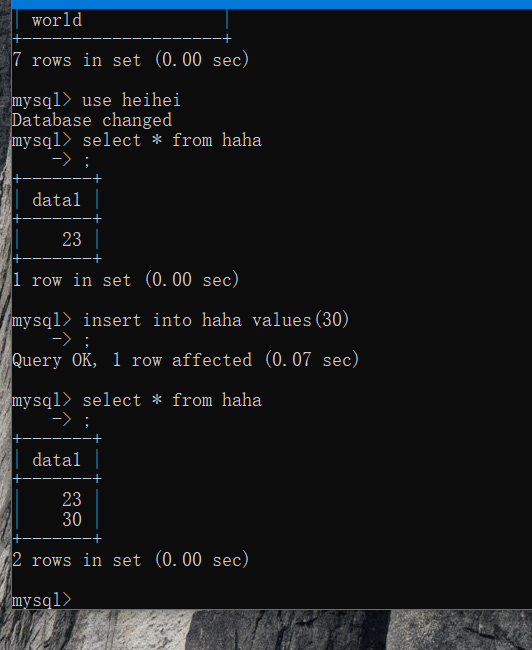 | world              |
+--------------------+
7 rows in set (0.00 sec)
mysql> use heihei
Database changed
mysql> select * from haha
    -> ;
+-------+
| data1 |
+-------+
|    23 |
+-------+
1 row in set (0.00 sec)
mysql> insert into haha values(30)
    -> ;
Query OK, 1 row affected (0.07 sec)
mysql> select * from haha
    -> ;
+-------+
| data1 |
+-------+
|    23 |
|    30 |
+-------+
2 rows in set (0.00 sec)
mysql>